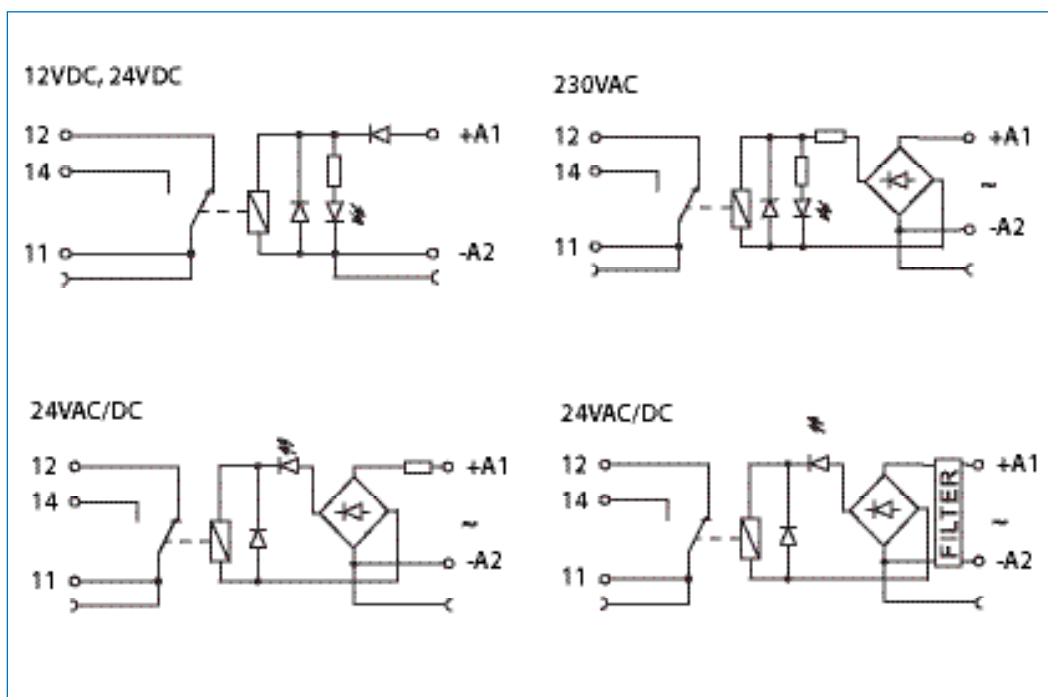 12VDC, 24VDC
12
+A1
14
11
-A2
230VAC
12
+A1
14
~
-A2
11
24VAC/DC
12
+A1
14
~
-A2
11
24VAC/DC
12
+A1
14
FILTER
~
-A2
11